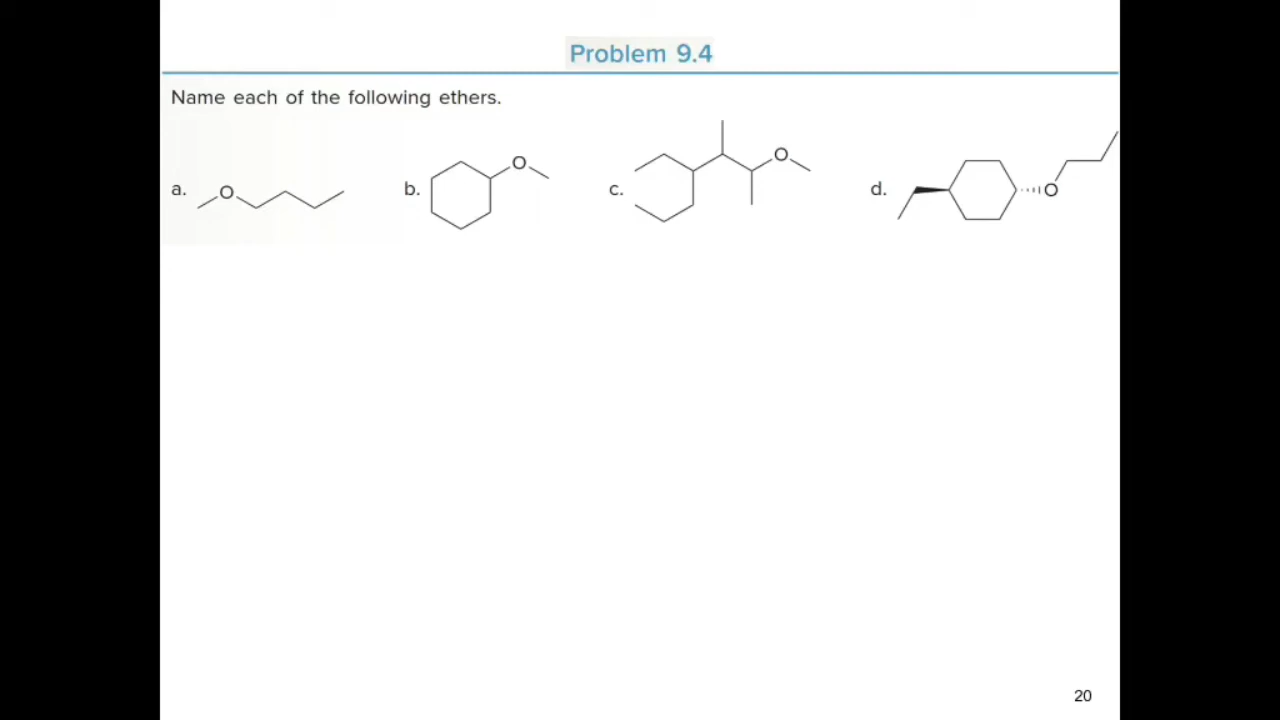 Problem 9.4
Name each of the following ethers.
a. O b. O c. O d. O
20